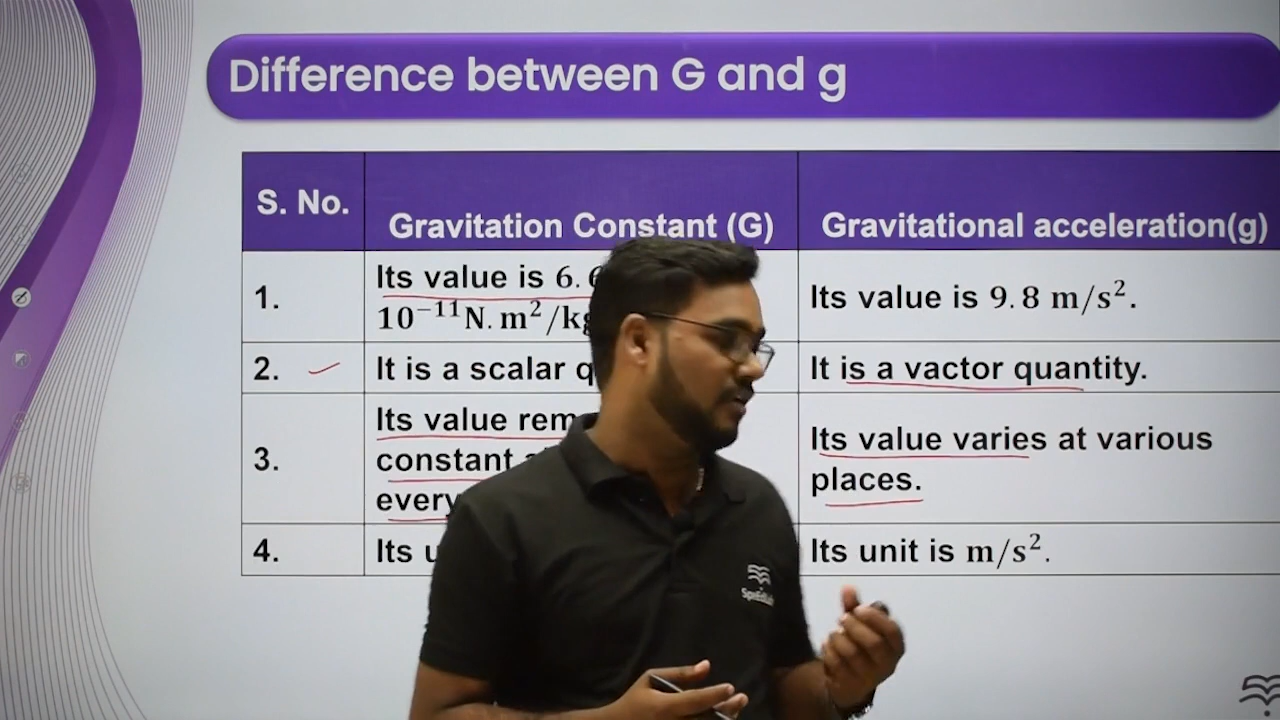 Difference between G and g
S. No.
Gravitation Constant (G)
Gravitational acceleration(g)
1.
Its value is 6.
10⁻¹¹N. m²/
Its value is 9.8 m/s².
2.
It is a scalar
It is a vactor quantity.
3.
Its value
constant
Its value varies at various
places.
4.
Its
Its unit is m/s².